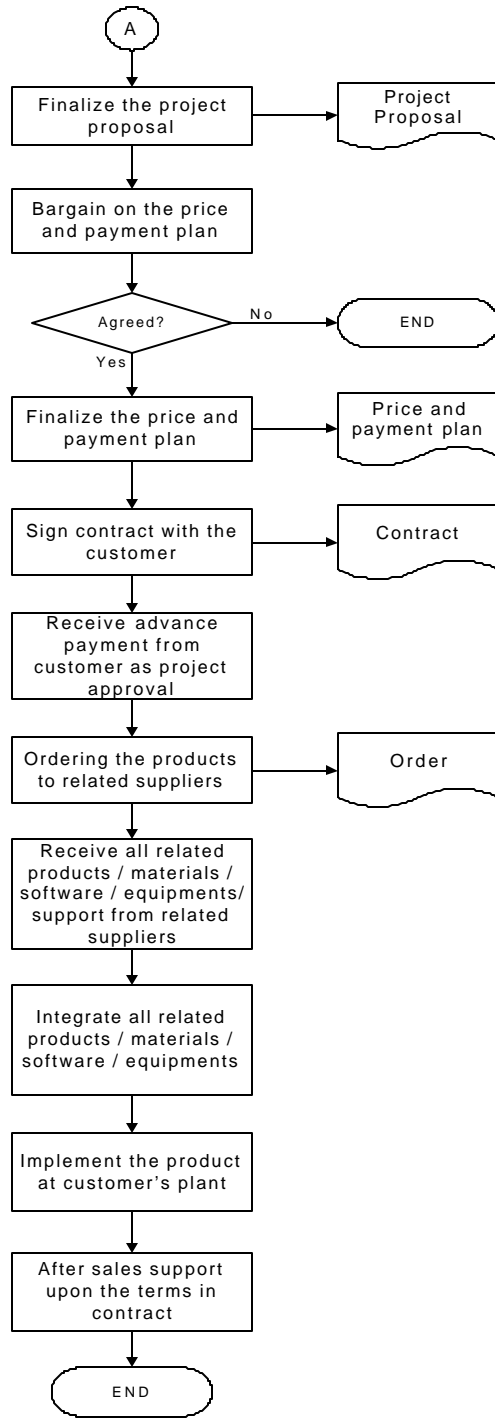 A
Finalize the project
proposal
Project
Proposal
Bargain on the price
and payment plan
Agreed?
No
END
Yes
Finalize the price and
payment plan
Price and
payment plan
Sign contract with the
customer
Contract
Receive advance
payment from
customer as project
approval
Ordering the products
to related suppliers
Order
Receive all related
products / materials /
software / equipments/
support from related
suppliers
Integrate all related
products / materials /
software / equipments
Implement the product
at customer's plant
After sales support
upon the terms in
contract
END